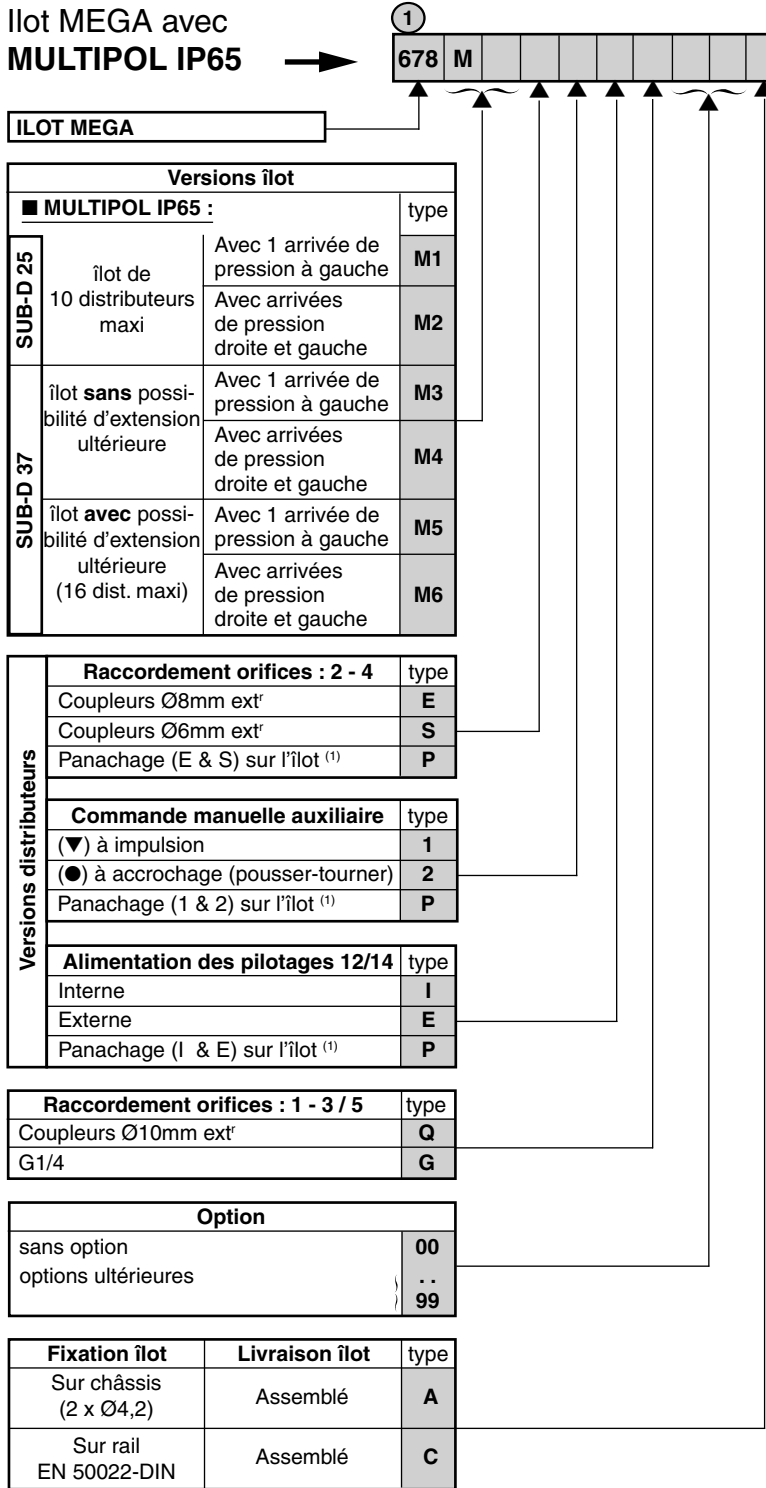 Ilot MEGA avec
MULTIPOL IP65
1
678 M
ILOT MEGA
Versions îlot
■ MULTIPOL IP65 : type
SUB-D 25
îlot de
10 distributeurs
maxi
Avec 1 arrivée de
pression à gauche
M1
Avec arrivées
de pression
droite et gauche
M2
SUB-D 37
îlot sans possi-
bilité d'extension
ultérieure
Avec 1 arrivée de
pression à gauche
M3
Avec arrivées
de pression
droite et gauche
M4
îlot avec possi-
bilité d'extension
ultérieure
(16 dist. maxi)
Avec 1 arrivée de
pression à gauche
M5
Avec arrivées
de pression
droite et gauche
M6
Versions distributeurs
Raccordement orifices : 2 - 4 type
Coupleurs Ø8mm extʳ E
Coupleurs Ø6mm extʳ S
Panachage (E & S) sur l'îlot (1) P
Commande manuelle auxiliaire type
(▼) à impulsion 1
(●) à accrochage (pousser-tourner) 2
Panachage (1 & 2) sur l'îlot (1) P
Alimentation des pilotages 12/14 type
Interne I
Externe E
Panachage (I & E) sur l'îlot (1) P
Raccordement orifices : 1 - 3 / 5 type
Coupleurs Ø10mm extʳ Q
G1/4 G
Option
sans option 00
options ultérieures . .
99
Fixation îlot Livraison îlot type
Sur châssis
(2 x Ø4,2)
Assemblé A
Sur rail
EN 50022-DIN
Assemblé C